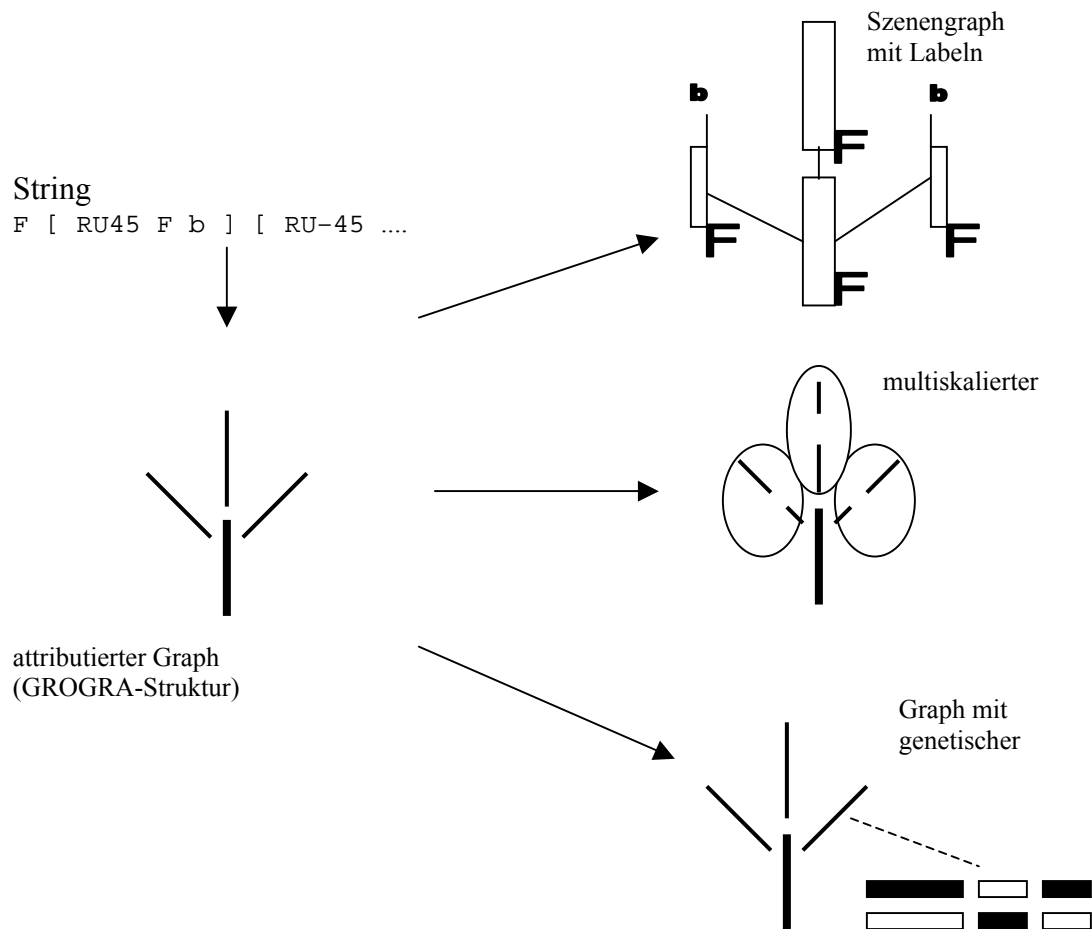 Szenengraph
mit Labeln
b
b
F
String
F [ RU45 F b ] [ RU-45 ....
F
F
F
multiskalierter
attributierter Graph
(GROGRA-Struktur)
Graph mit
genetischer